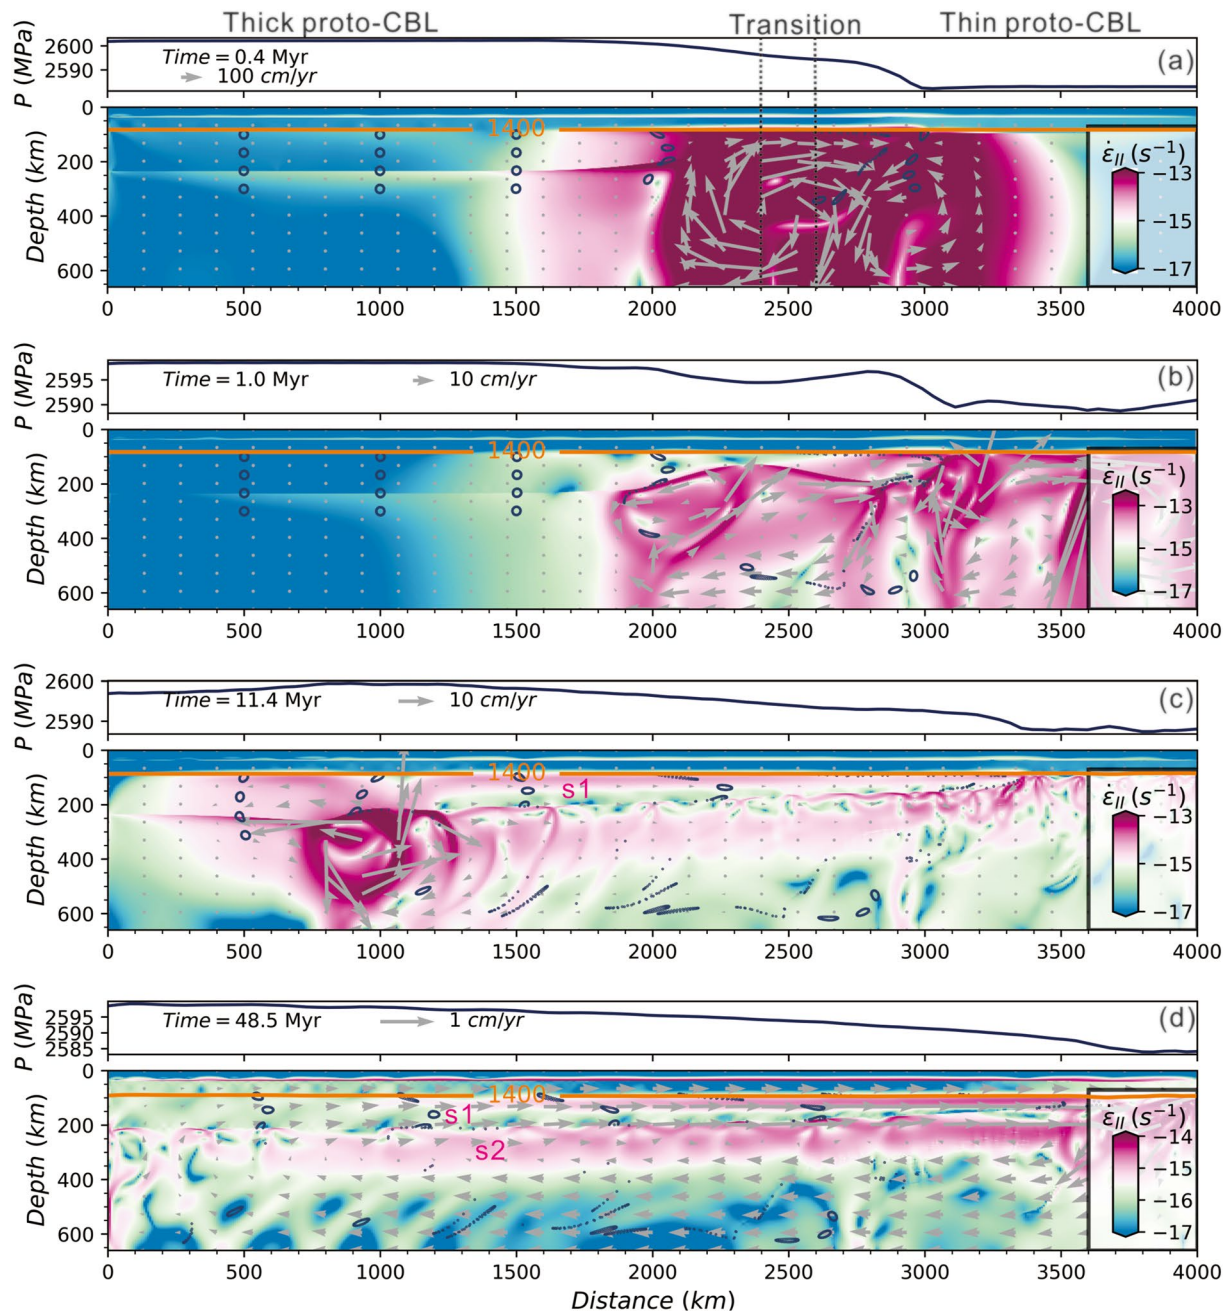 Thick proto-CBL Transition Thin proto-CBL
P (MPa)
2600
2590
Time = 0.4 Myr
100 cm/yr
(a)
Depth (km)
0
200
400
600
1400
ε̇II (s⁻¹)
−13
−15
−17
0 500 1000 1500 2000 2500 3000 3500 4000
P (MPa)
2595
2590
Time = 1.0 Myr 10 cm/yr
(b)
Depth (km)
0
200
400
600
1400
ε̇II (s⁻¹)
−13
−15
−17
0 500 1000 1500 2000 2500 3000 3500 4000
P (MPa)
2600
2590
Time = 11.4 Myr 10 cm/yr
(c)
Depth (km)
0
200
400
600
1400
s1
ε̇II (s⁻¹)
−13
−15
−17
0 500 1000 1500 2000 2500 3000 3500 4000
P (MPa)
2595
2590
2585
Time = 48.5 Myr 1 cm/yr
(d)
Depth (km)
0
200
400
600
1400
s1
s2
ε̇II (s⁻¹)
−14
−15
−16
−17
0 500 1000 1500 2000 2500 3000 3500 4000
Distance (km)